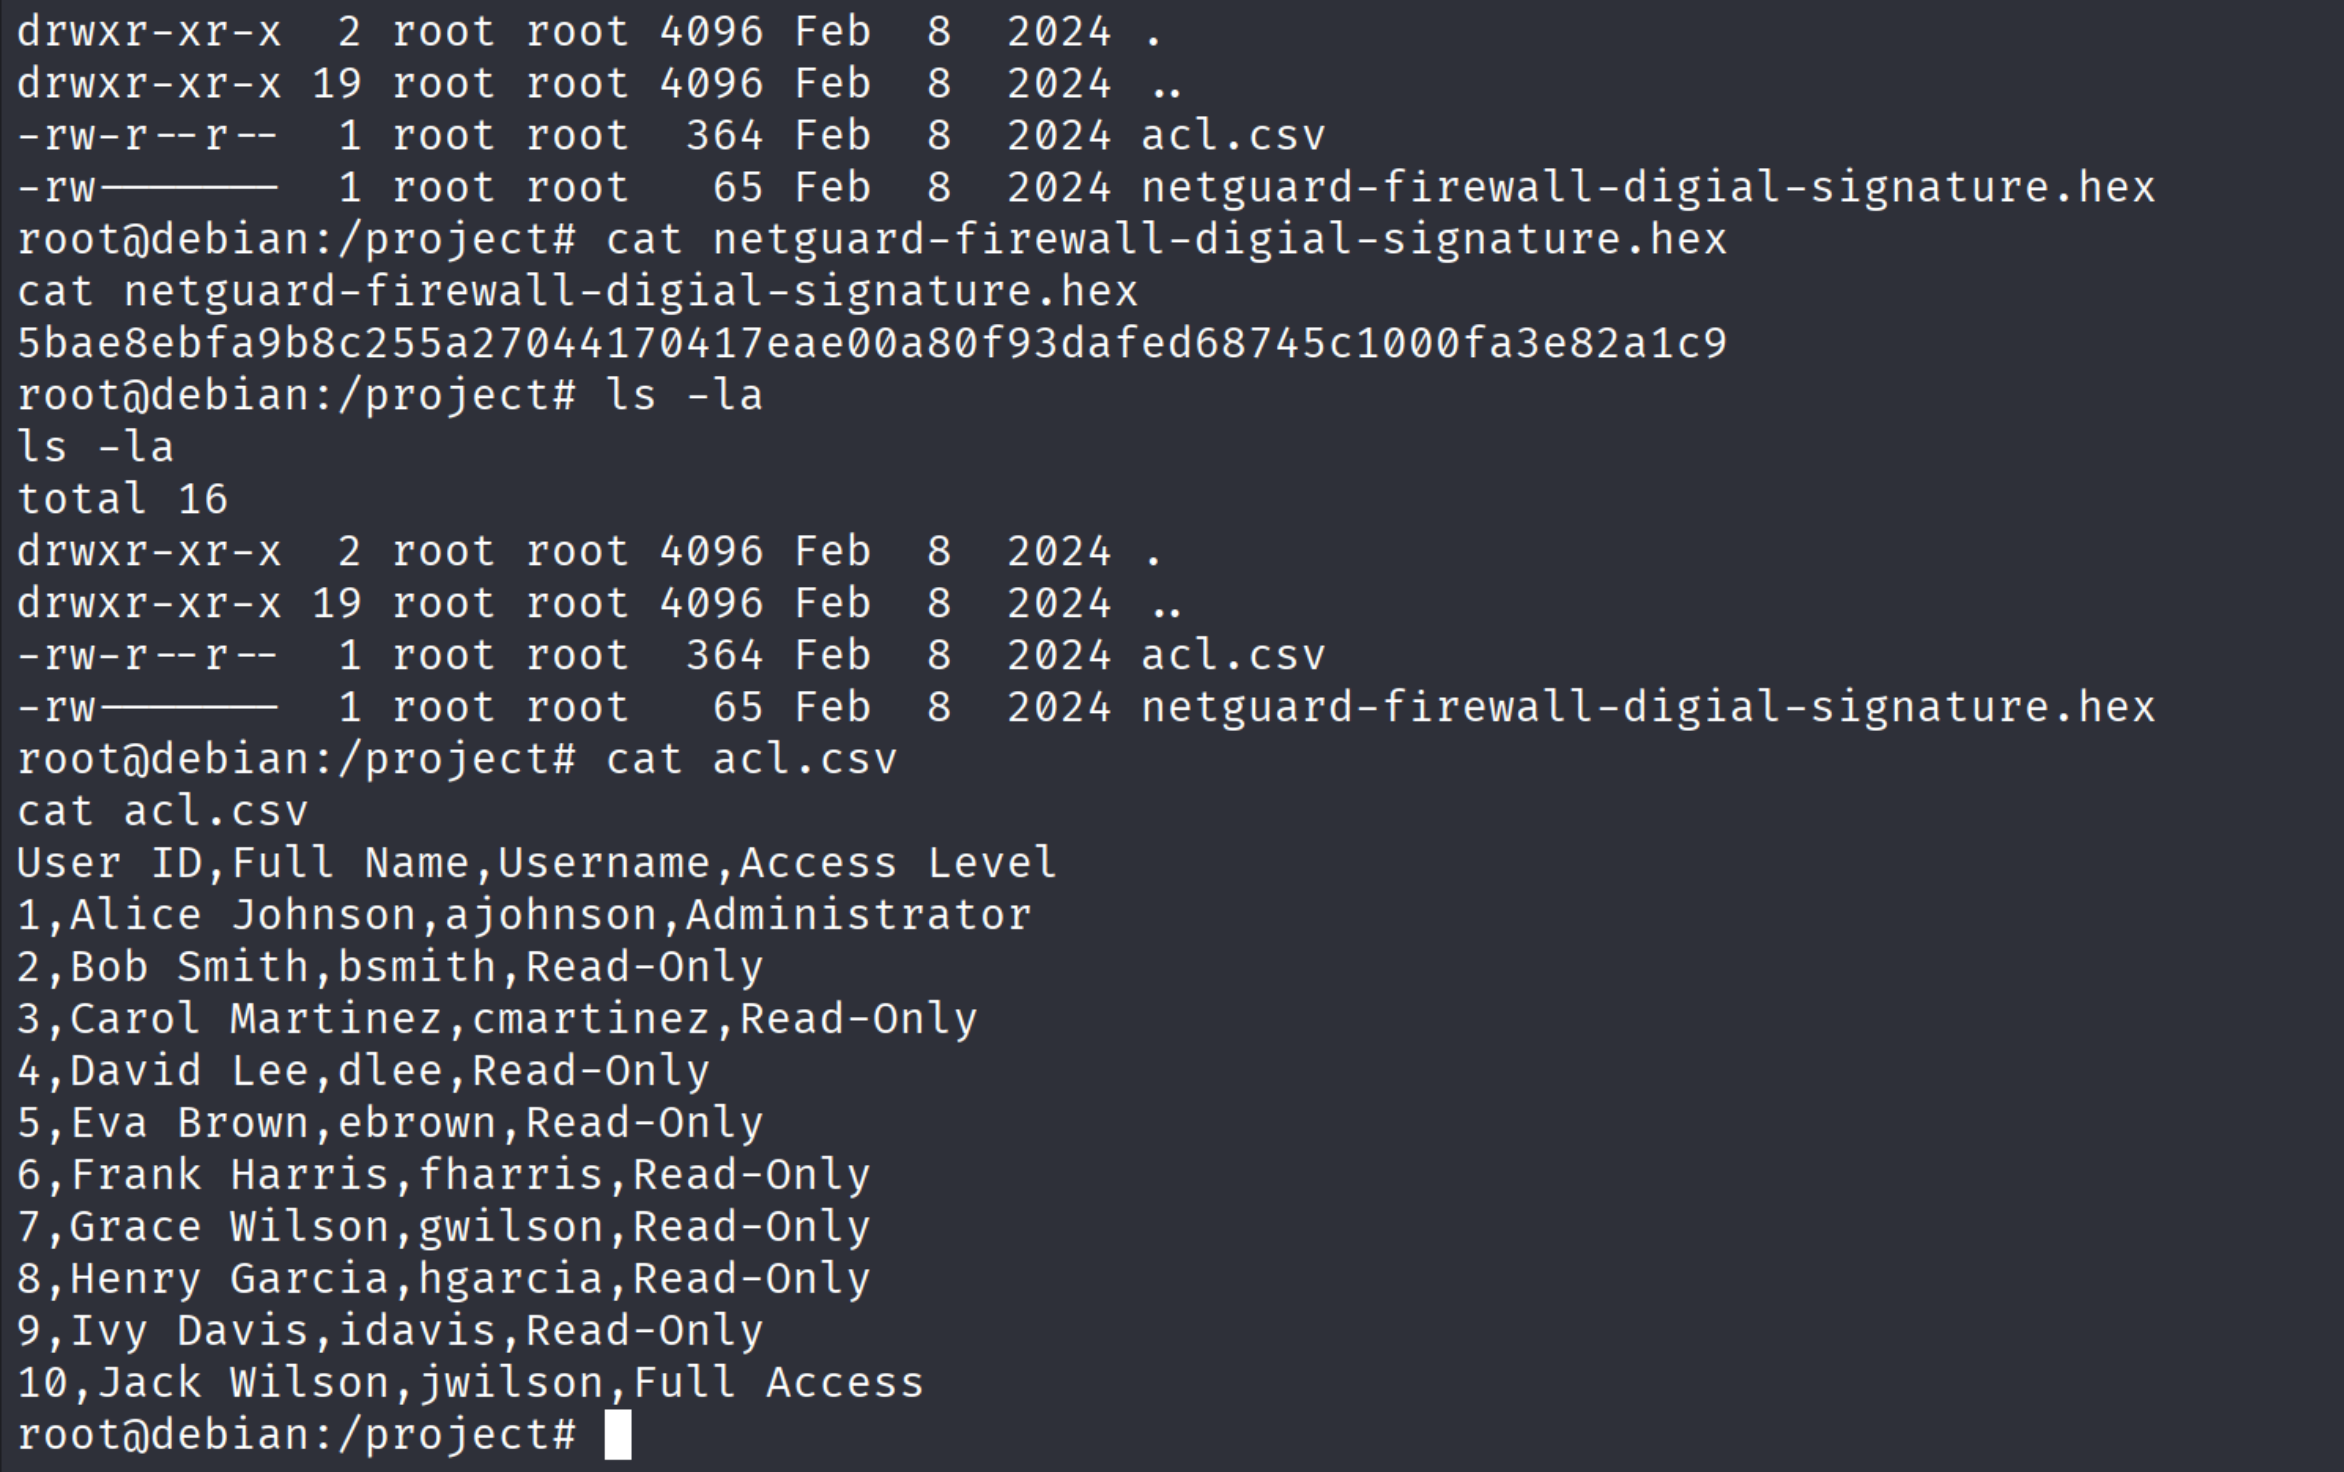 drwxr-xr-x  2 root root 4096 Feb  8  2024 .
drwxr-xr-x 19 root root 4096 Feb  8  2024 ..
-rw-r--r--  1 root root  364 Feb  8  2024 acl.csv
-rw-------  1 root root   65 Feb  8  2024 netguard-firewall-digial-signature.hex
root@debian:/project# cat netguard-firewall-digial-signature.hex
cat netguard-firewall-digial-signature.hex
5bae8ebfa9b8c255a27044170417eae00a80f93dafed68745c1000fa3e82a1c9
root@debian:/project# ls -la
ls -la
total 16
drwxr-xr-x  2 root root 4096 Feb  8  2024 .
drwxr-xr-x 19 root root 4096 Feb  8  2024 ..
-rw-r--r--  1 root root  364 Feb  8  2024 acl.csv
-rw-------  1 root root   65 Feb  8  2024 netguard-firewall-digial-signature.hex
root@debian:/project# cat acl.csv
cat acl.csv
User ID,Full Name,Username,Access Level
1,Alice Johnson,ajohnson,Administrator
2,Bob Smith,bsmith,Read-Only
3,Carol Martinez,cmartinez,Read-Only
4,David Lee,dlee,Read-Only
5,Eva Brown,ebrown,Read-Only
6,Frank Harris,fharris,Read-Only
7,Grace Wilson,gwilson,Read-Only
8,Henry Garcia,hgarcia,Read-Only
9,Ivy Davis,idavis,Read-Only
10,Jack Wilson,jwilson,Full Access
root@debian:/project#